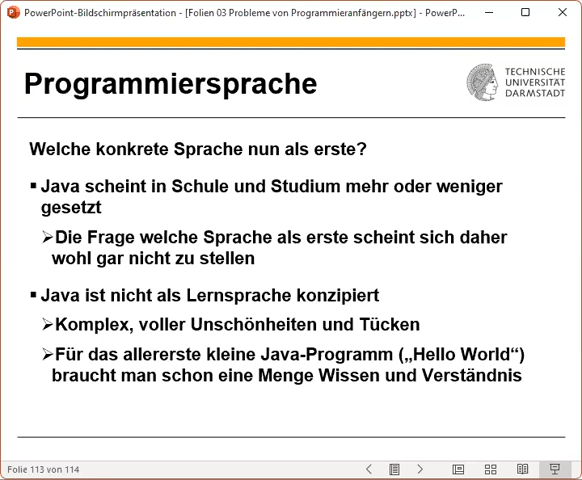 PowerPoint-Bildschirmpräsentation - [Folien 03 Probleme von Programmieranfängern.pptx] - PowerP...
Programmiersprache
TECHNISCHE
UNIVERSITÄT
DARMSTADT
Welche konkrete Sprache nun als erste?
▪ Java scheint in Schule und Studium mehr oder weniger
gesetzt
➢Die Frage welche Sprache als erste scheint sich daher
wohl gar nicht zu stellen
▪ Java ist nicht als Lernsprache konzipiert
➢Komplex, voller Unschönheiten und Tücken
➢Für das allererste kleine Java-Programm („Hello World“)
braucht man schon eine Menge Wissen und Verständnis
Folie 113 von 114